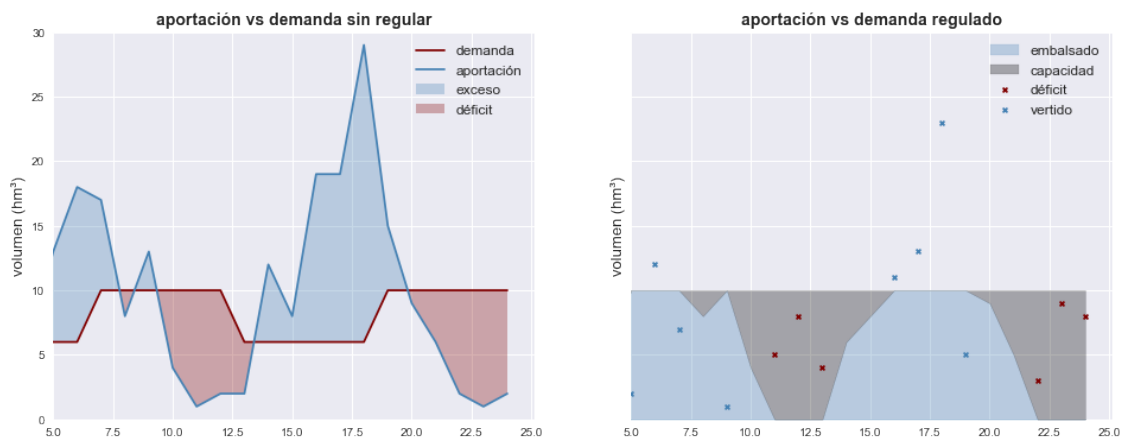 aportación vs demanda sin regular
volumen (hm³)
30
25
20
15
10
5
0
5.0 7.5 10.0 12.5 15.0 17.5 20.0 22.5 25.0
demanda
aportación
exceso
déficit
aportación vs demanda regulado
volumen (hm³)
5.0 7.5 10.0 12.5 15.0 17.5 20.0 22.5 25.0
embalsado
capacidad
déficit
vertido